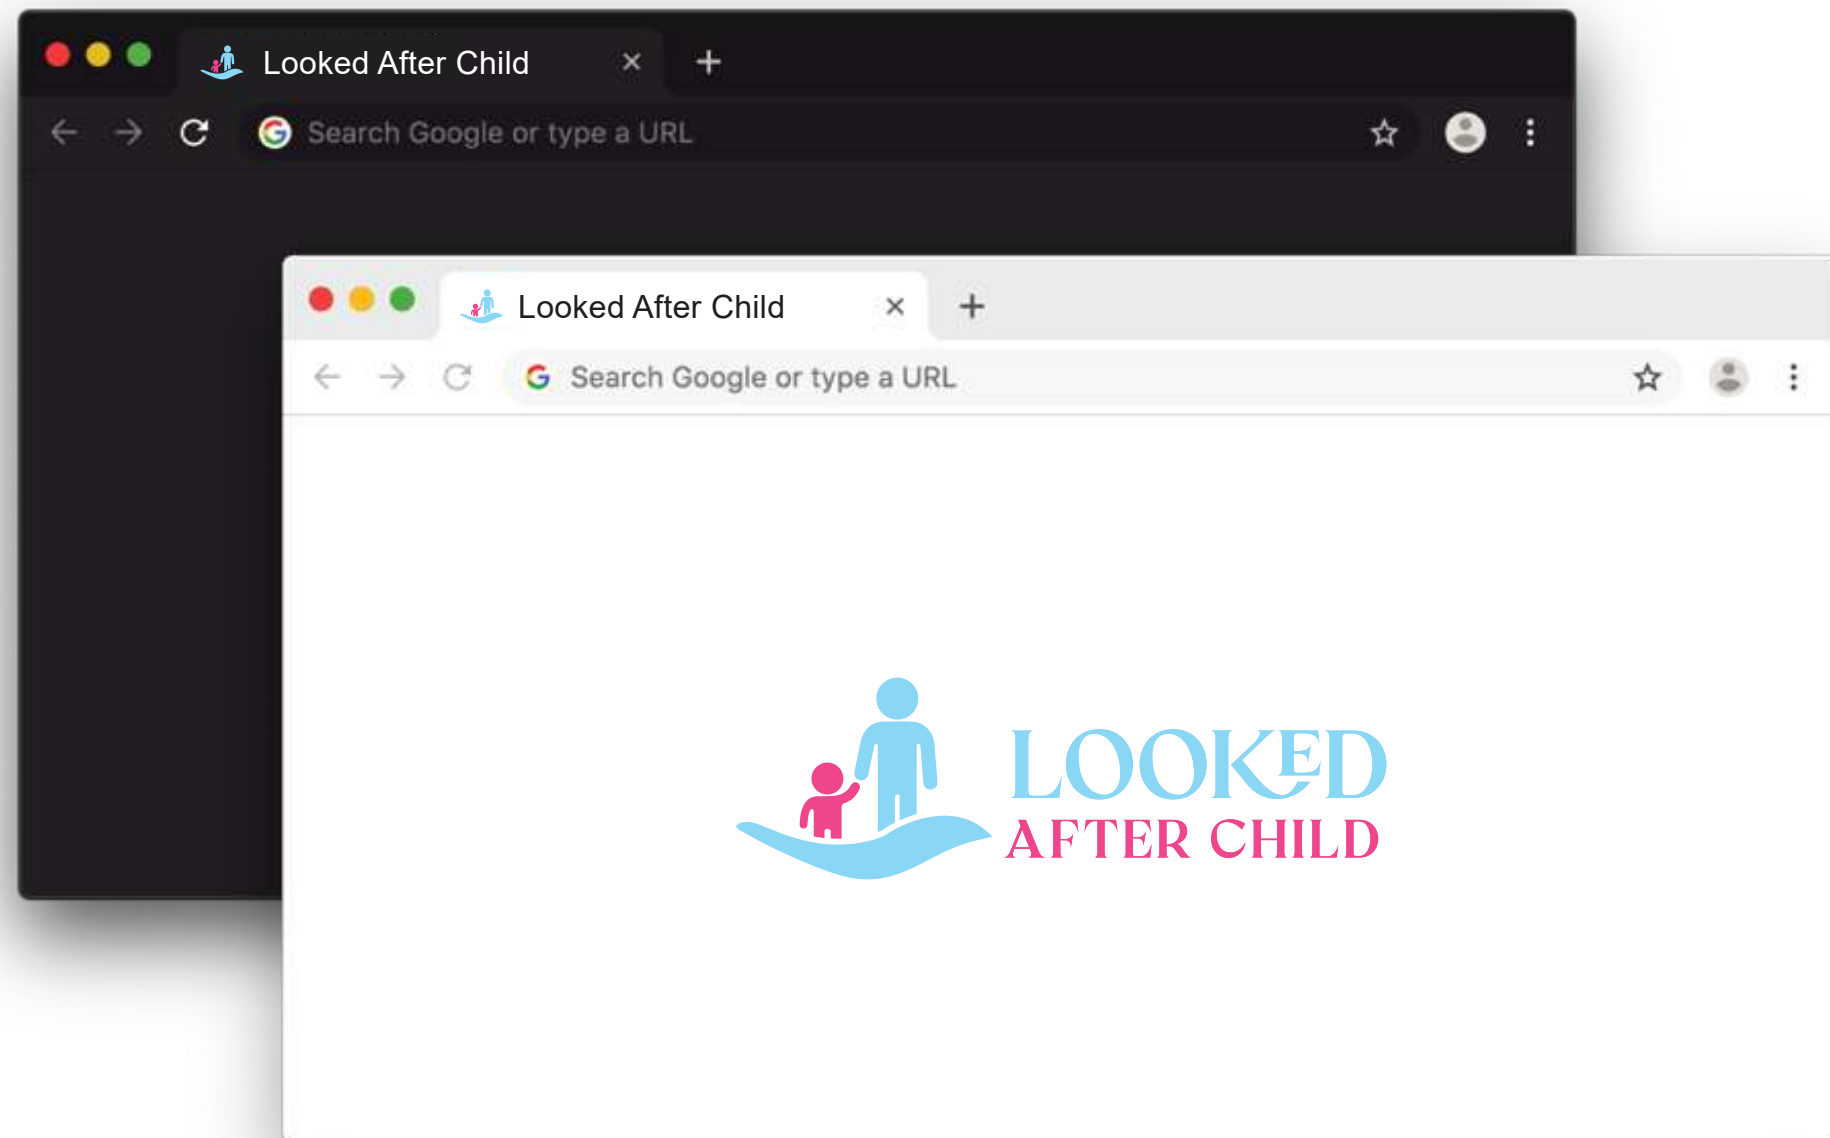 Looked After Child
Search Google or type a URL
Looked After Child
Search Google or type a URL
LOOKED
AFTER CHILD